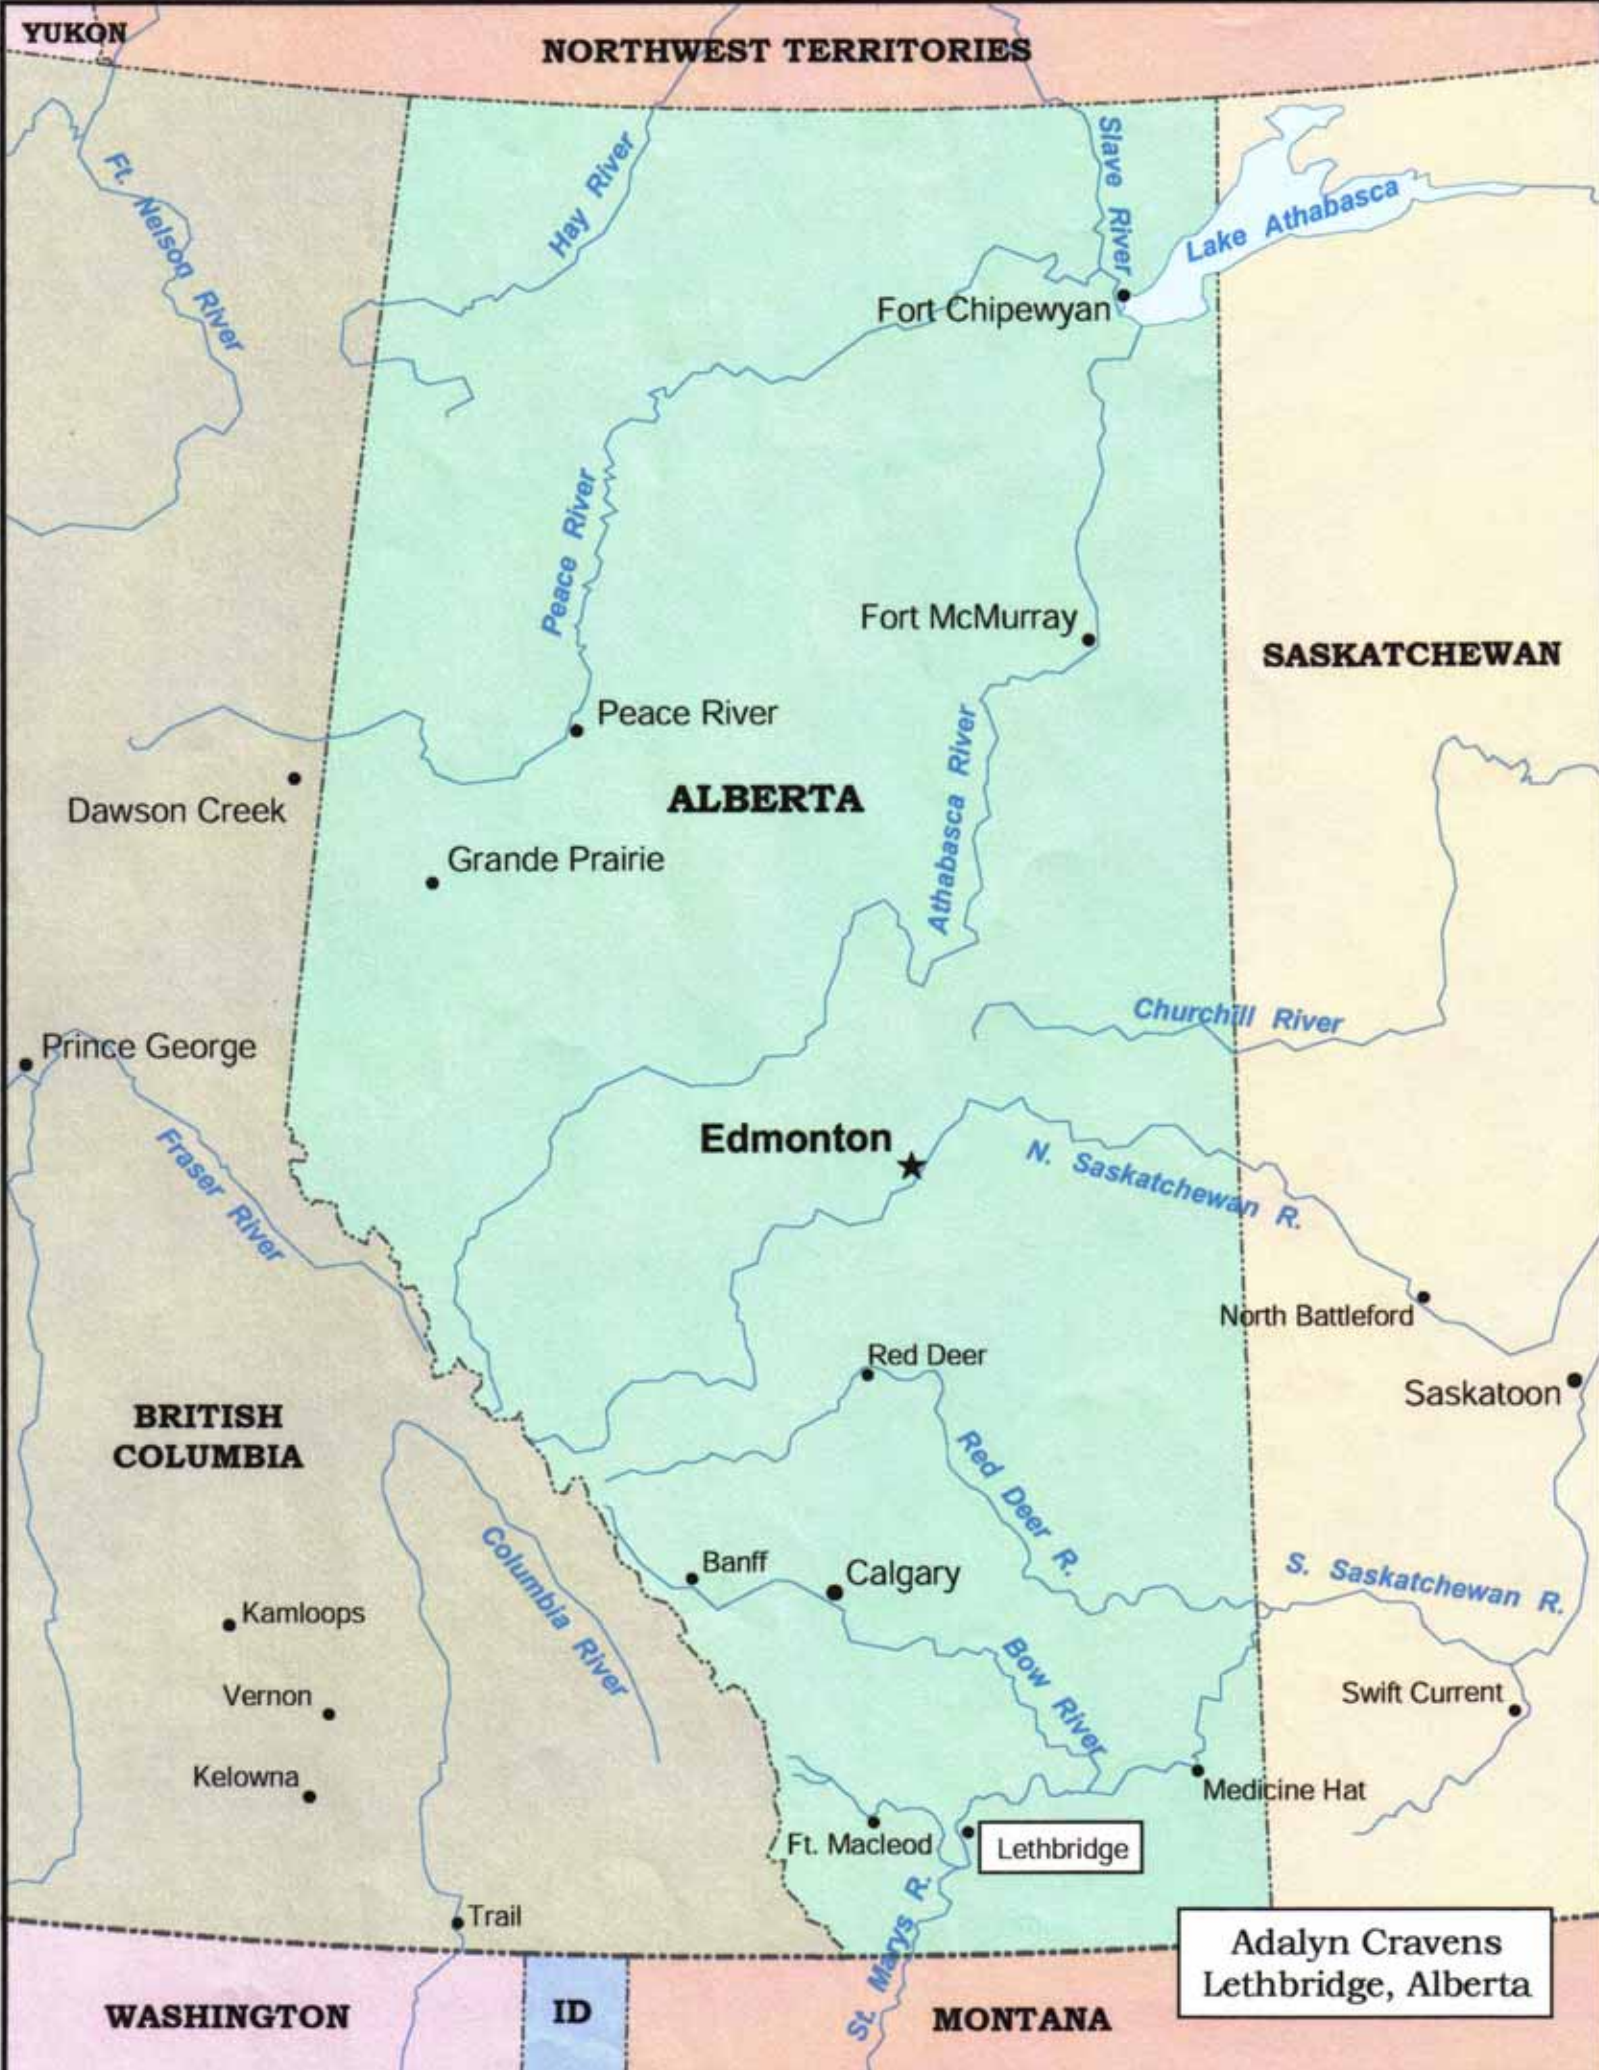 YUKON
NORTHWEST TERRITORIES
Ft. Nelson River
Hay River
Slave River
Lake Athabasca
Fort Chipewyan
Peace River
Fort McMurray
SASKATCHEWAN
Peace River
Athabasca River
Dawson Creek
ALBERTA
Grande Prairie
Churchill River
Prince George
Fraser River
Edmonton
N. Saskatchewan R.
North Battleford
Red Deer
Saskatoon
BRITISH
COLUMBIA
Red Deer R.
Columbia River
Banff
Calgary
S. Saskatchewan R.
Kamloops
Bow River
Vernon
Swift Current
Kelowna
Medicine Hat
Ft. Macleod
Lethbridge
St. Marys R.
Trail
Adalyn Cravens
Lethbridge, Alberta
WASHINGTON
ID
MONTANA